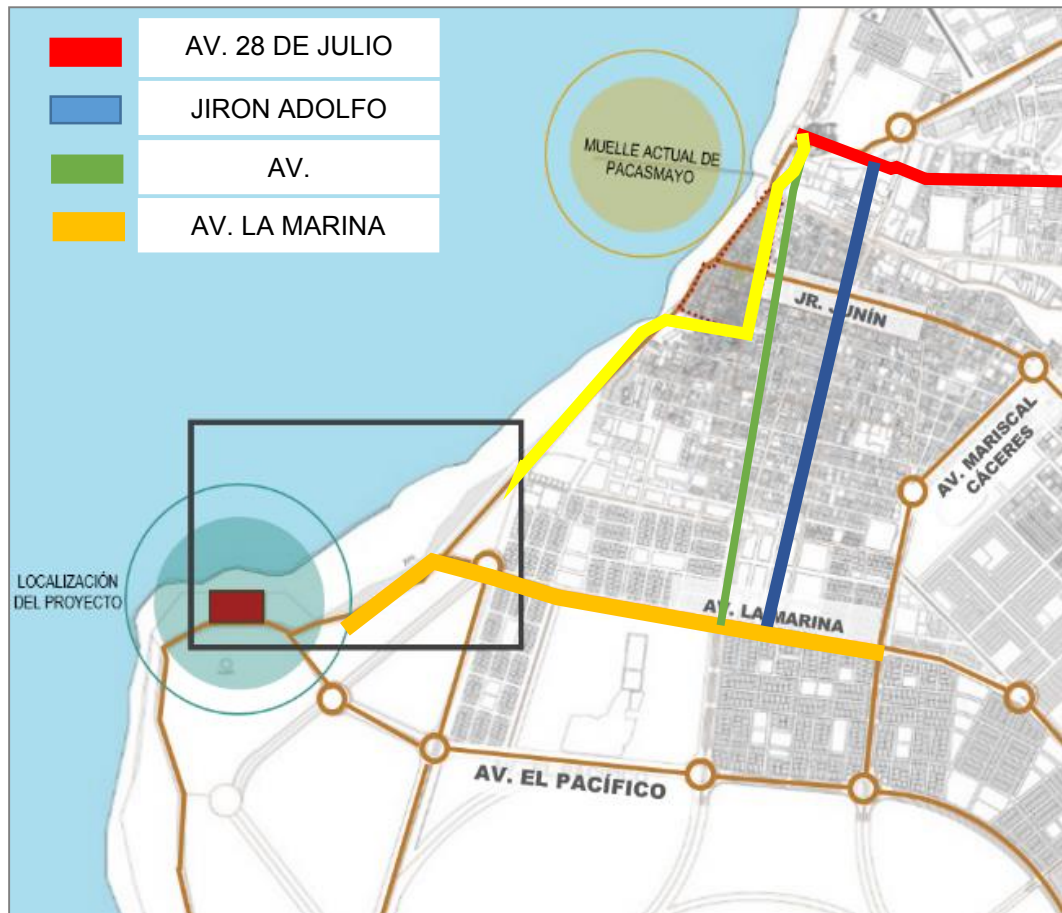 AV. 28 DE JULIO
JIRON ADOLFO
AV.
AV. LA MARINA
MUELLE ACTUAL DE
PACASMAYO
JR. JUNÍN
AV. MARISCAL
CÁCERES
LOCALIZACIÓN
DEL PROYECTO
AV. LA MARINA
AV. EL PACÍFICO